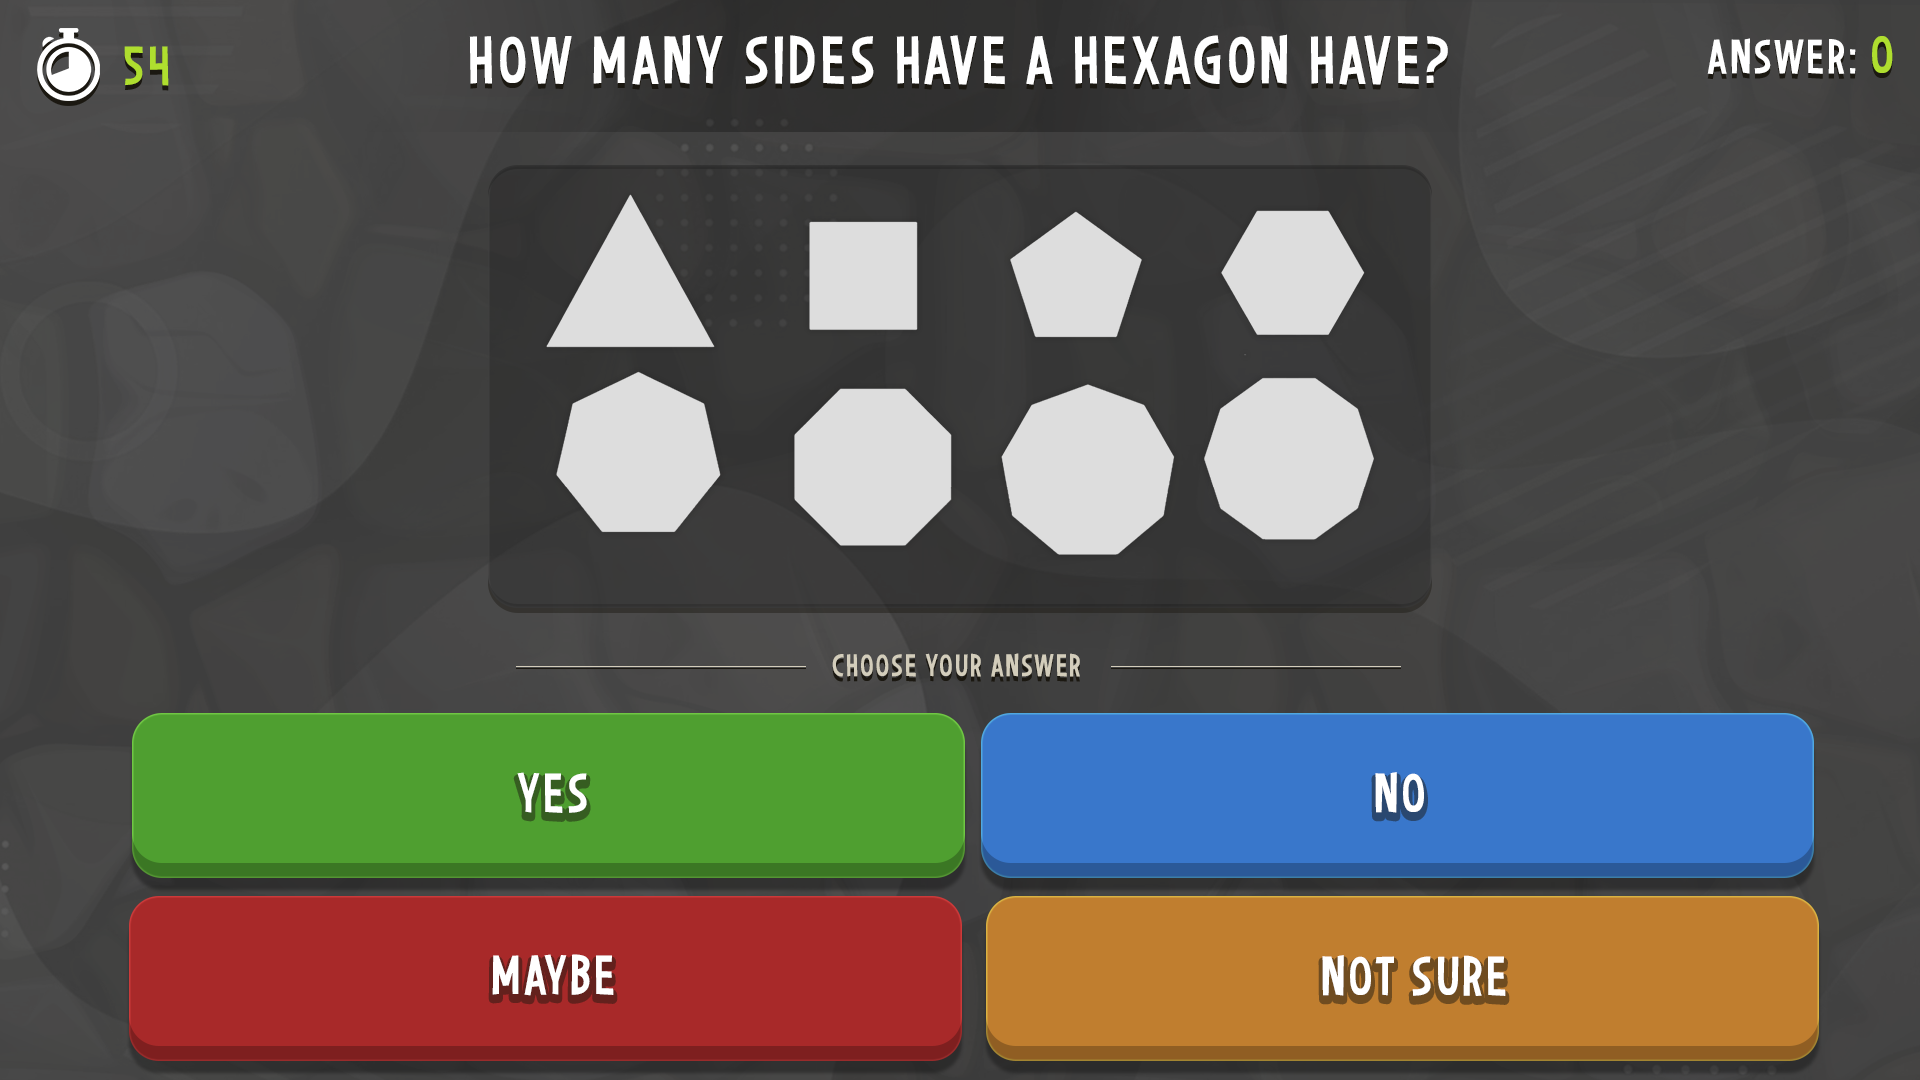 54
HOW MANY SIDES HAVE A HEXAGON HAVE?
ANSWER: 0
CHOOSE YOUR ANSWER
YES
NO
MAYBE
NOT SURE